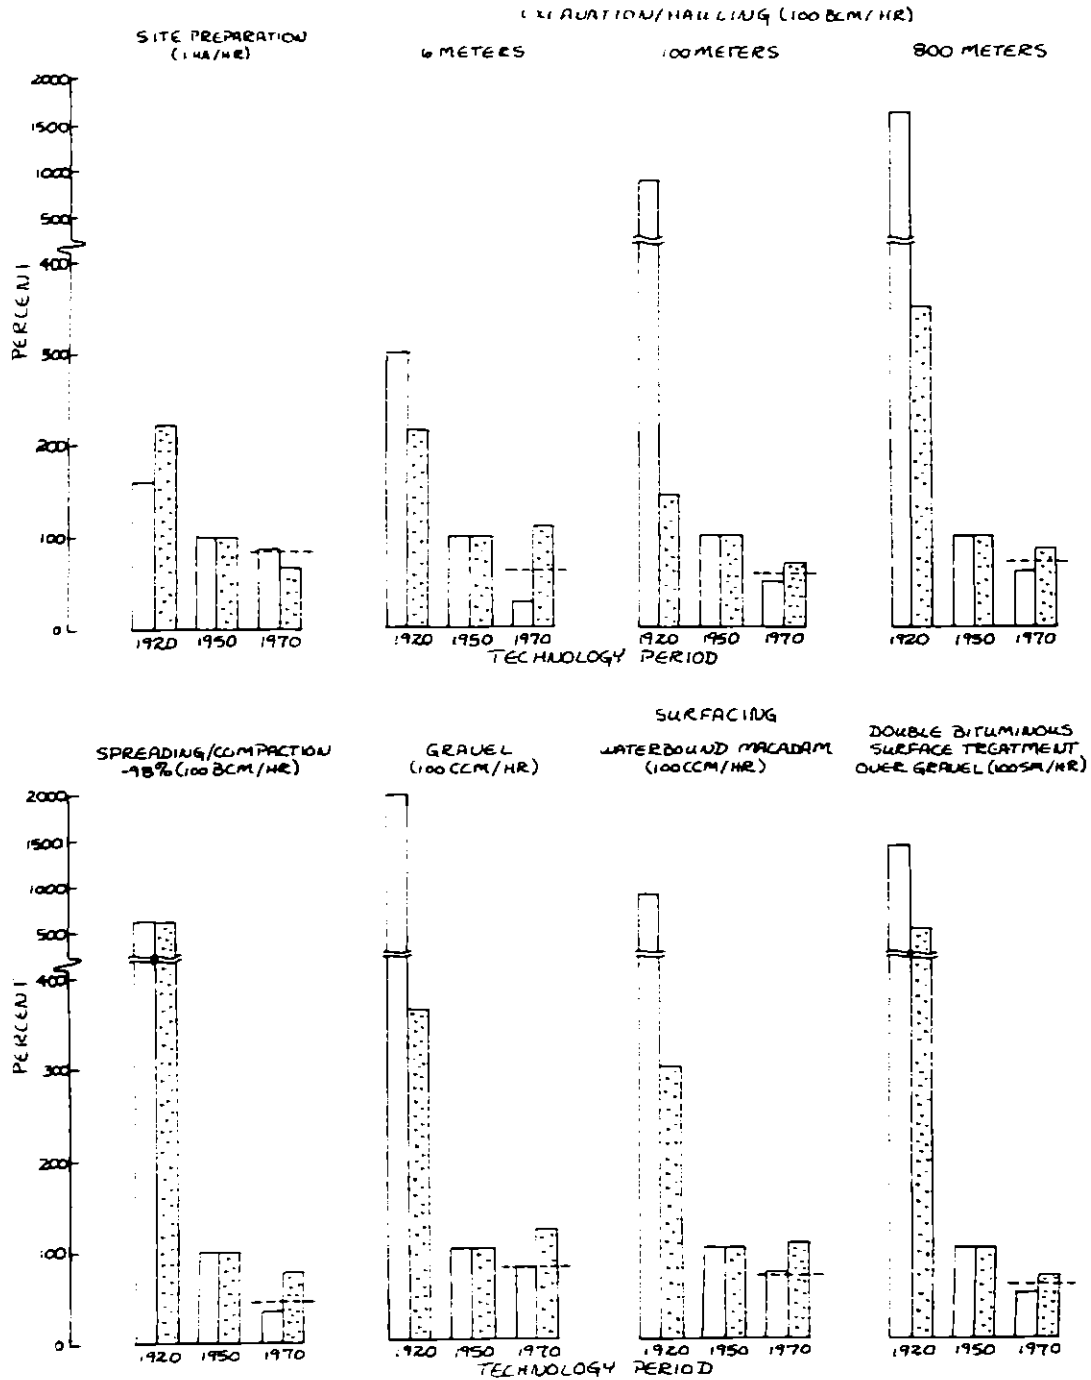 EXCAVATION/HAULING (100 BCM/HR)
SITE PREPARATION
(1 HA/HR)
6 METERS
100 METERS
800 METERS
2000
1500
1000
500
400
300
200
100
0
PERCENT
1920 1950 1970
1920 1950 1970
1920 1950 1970
1920 1950 1970
TECHNOLOGY PERIOD
SURFACING
SPREADING/COMPACTION
-98% (100 BCM/HR)
GRAVEL
(100 CCM/HR)
WATERBOUND MACADAM
(100 CCM/HR)
DOUBLE BITUMINOUS
SURFACE TREATMENT
OVER GRAVEL (100 SM/HR)
2000
1500
1000
500
400
300
200
100
0
PERCENT
1920 1950 1970
1920 1950 1970
1920 1950 1970
1920 1950 1970
TECHNOLOGY PERIOD